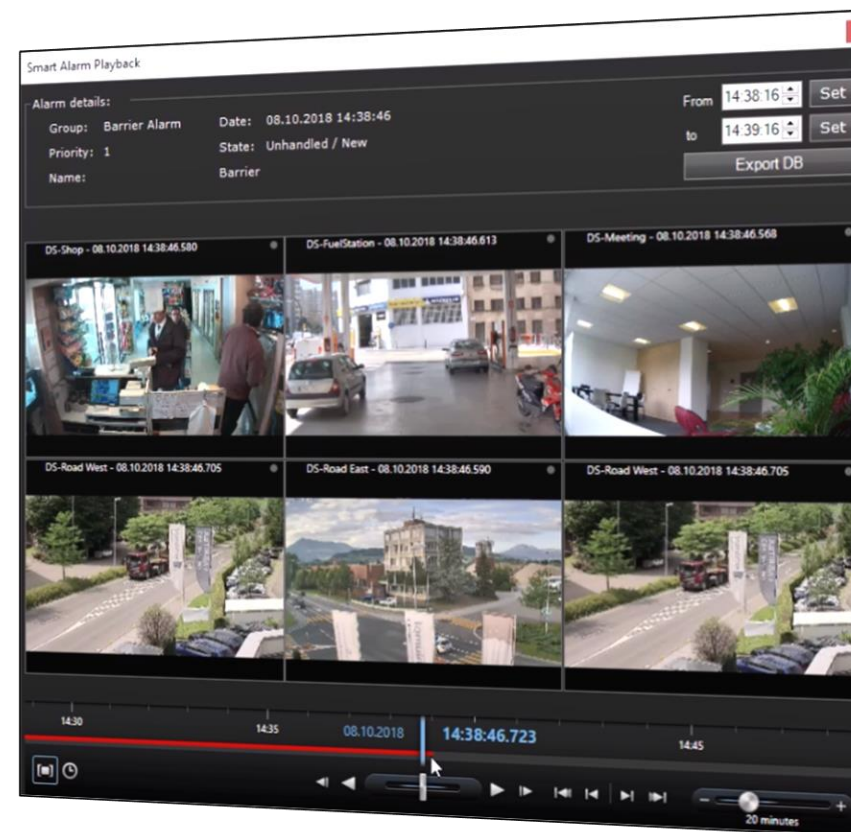 Smart Alarm Playback
Alarm details:
Group: Barrier Alarm
Date: 08.10.2018 14:38:46
Priority: 1
State: Unhandled / New
Name:
Barrier
From 14:38:16 Set
to 14:39:16 Set
Export DB
DS-Shop - 08.10.2018 14:38:46.580
DS-FuelStation - 08.10.2018 14:38:46.613
DS-Meeting - 08.10.2018 14:38:46.568
DS-Road West - 08.10.2018 14:38:46.705
DS-Road East - 08.10.2018 14:38:46.590
DS-Road West - 08.10.2018 14:38:46.705
14:30
14:35
08.10.2018
14:38:46.723
14:45
20 minutes